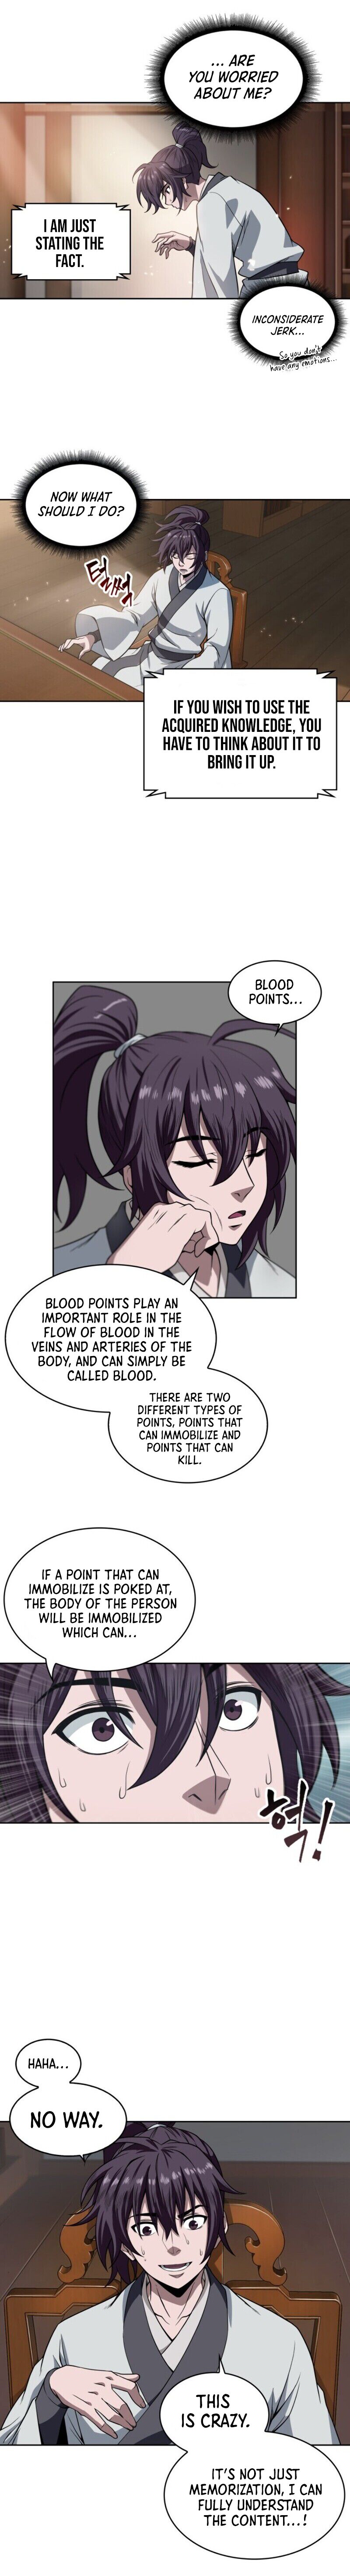 ... ARE
YOU WORRIED
ABOUT ME?
I AM JUST
STATING THE
FACT.
INCONSIDERATE
JERK...
So you don't
have any emotions...
NOW WHAT
SHOULD I DO?
털썩
IF YOU WISH TO USE THE
ACQUIRED KNOWLEDGE, YOU
HAVE TO THINK ABOUT IT TO
BRING IT UP.
BLOOD
POINTS...
BLOOD POINTS PLAY AN
IMPORTANT ROLE IN THE
FLOW OF BLOOD IN THE
VEINS AND ARTERIES OF THE
BODY, AND CAN SIMPLY BE
CALLED BLOOD.
THERE ARE TWO
DIFFERENT TYPES OF
POINTS, POINTS THAT
CAN IMMOBILIZE AND
POINTS THAT CAN
KILL.
IF A POINT THAT CAN
IMMOBILIZE IS POKED AT,
THE BODY OF THE PERSON
WILL BE IMMOBILIZED
WHICH CAN...
헉!
HAHA...
NO WAY.
THIS
IS CRAZY.
IT'S NOT JUST
MEMORIZATION, I CAN
FULLY UNDERSTAND
THE CONTENT...!